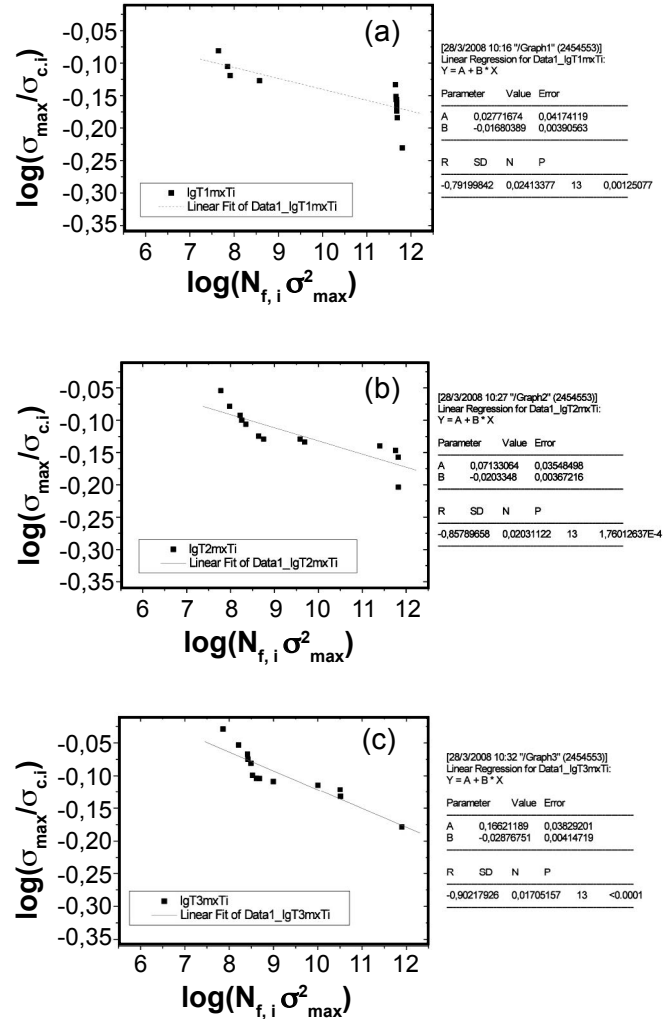 (a)
-0,05
-0,10
-0,15
-0,20
-0,25
-0,30
-0,35
log(σmax/σc.i)
IgT1mxTi
Linear Fit of Data1_IgT1mxTi
6 7 8 9 10 11 12
log(Nf, i σ²max)
[28/3/2008 10:16 "/Graph1" (2454553)]
Linear Regression for Data1_IgT1mxTi:
Y = A + B * X
Parameter Value Error
A 0,02771674 0,04174119
B -0,01680389 0,00390563
R SD N P
-0,79199842 0,02413377 13 0,00125077
(b)
-0,05
-0,10
-0,15
-0,20
-0,25
-0,30
-0,35
log(σmax/σc.i)
IgT2mxTi
Linear Fit of Data1_IgT2mxTi
6 7 8 9 10 11 12
log(Nf, i σ²max)
[28/3/2008 10:27 "/Graph2" (2454553)]
Linear Regression for Data1_IgT2mxTi:
Y = A + B * X
Parameter Value Error
A 0,07133064 0,03548498
B -0,0203348 0,00367216
R SD N P
-0,85789658 0,02031122 13 1,76012637E-4
(c)
-0,05
-0,10
-0,15
-0,20
-0,25
-0,30
-0,35
log(σmax/σc.i)
IgT3mxTi
Linear Fit of Data1_IgT3mxTi
6 7 8 9 10 11 12
log(Nf, i σ²max)
[28/3/2008 10:32 "/Graph3" (2454553)]
Linear Regression for Data1_IgT3mxTi:
Y = A + B * X
Parameter Value Error
A 0,16621189 0,03829201
B -0,02876751 0,00414719
R SD N P
-0,90217926 0,01705157 13 <0.0001